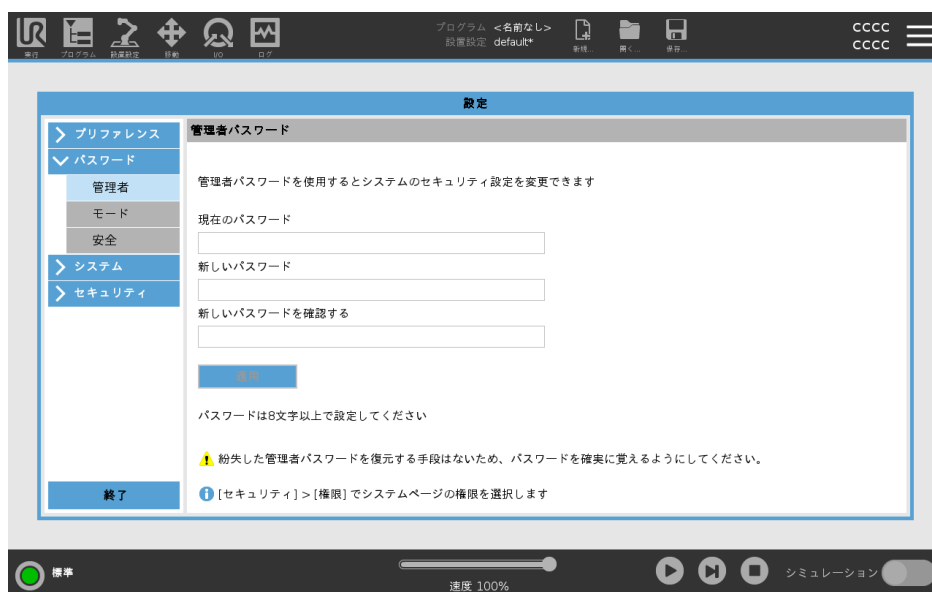 UR
プログラム <名前なし>
設置設定 default*
cccc
cccc
実行
プログラム
設置設定
移動
I/O
ログ
新規...
開く...
保存...
設定
プリファレンス
パスワード
管理者
モード
安全
システム
セキュリティ
終了
管理者パスワード
管理者パスワードを使用するとシステムのセキュリティ設定を変更できます
現在のパスワード
新しいパスワード
新しいパスワードを確認する
適用
パスワードは8文字以上で設定してください
紛失した管理者パスワードを復元する手段はないため、パスワードを確実に覚えるようにしてください。
[セキュリティ] > [権限] でシステムページの権限を選択します
標準
速度 100%
シミュレーション